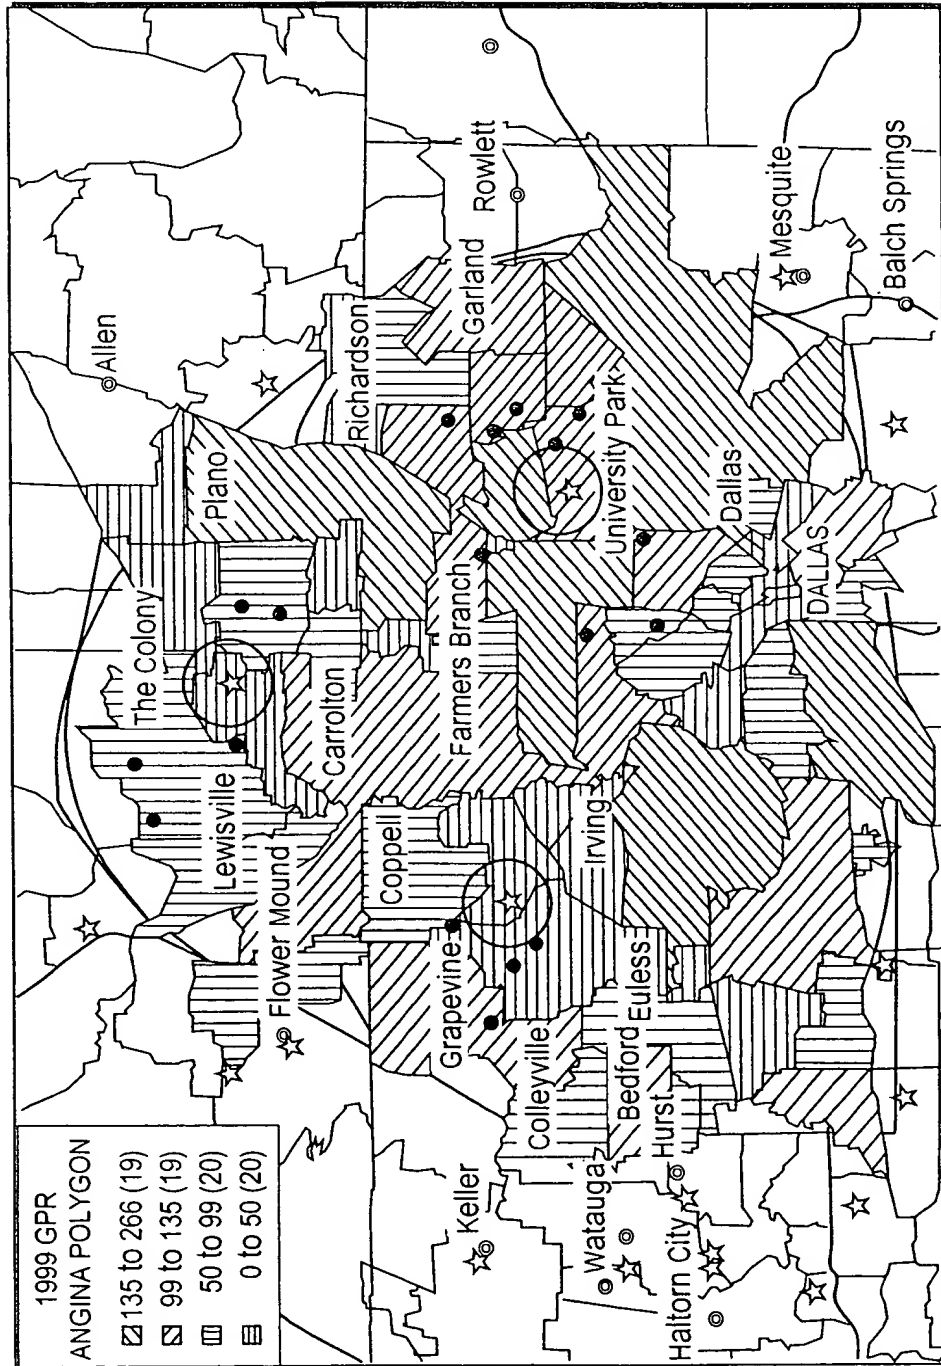 1999 GPR
ANGINA POLYGON
135 to 266 (19)
99 to 135 (19)
50 to 99 (20)
0 to 50 (20)
Allen
The Colony
Plano
Lewisville
Flower Mound
Carrolton
Richardson
Coppell
Grapevine
Farmers Branch
Garland
Rowlett
Keller
Colleyville
Irving
University Park
Watauga
Bedford
Euless
Hurst
Dallas
Haltorn City
DALLAS
Mesquite
Balch Springs